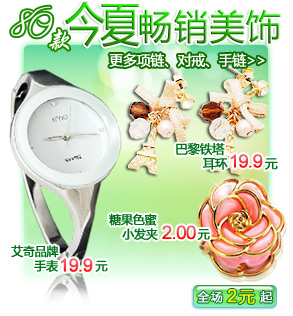 80款今夏畅销美饰
更多项链、对戒、手链>>
巴黎铁塔
耳环19.9元
糖果色蜜
小发夹2.00元
艾奇品牌
手表19.9元
全场2元起